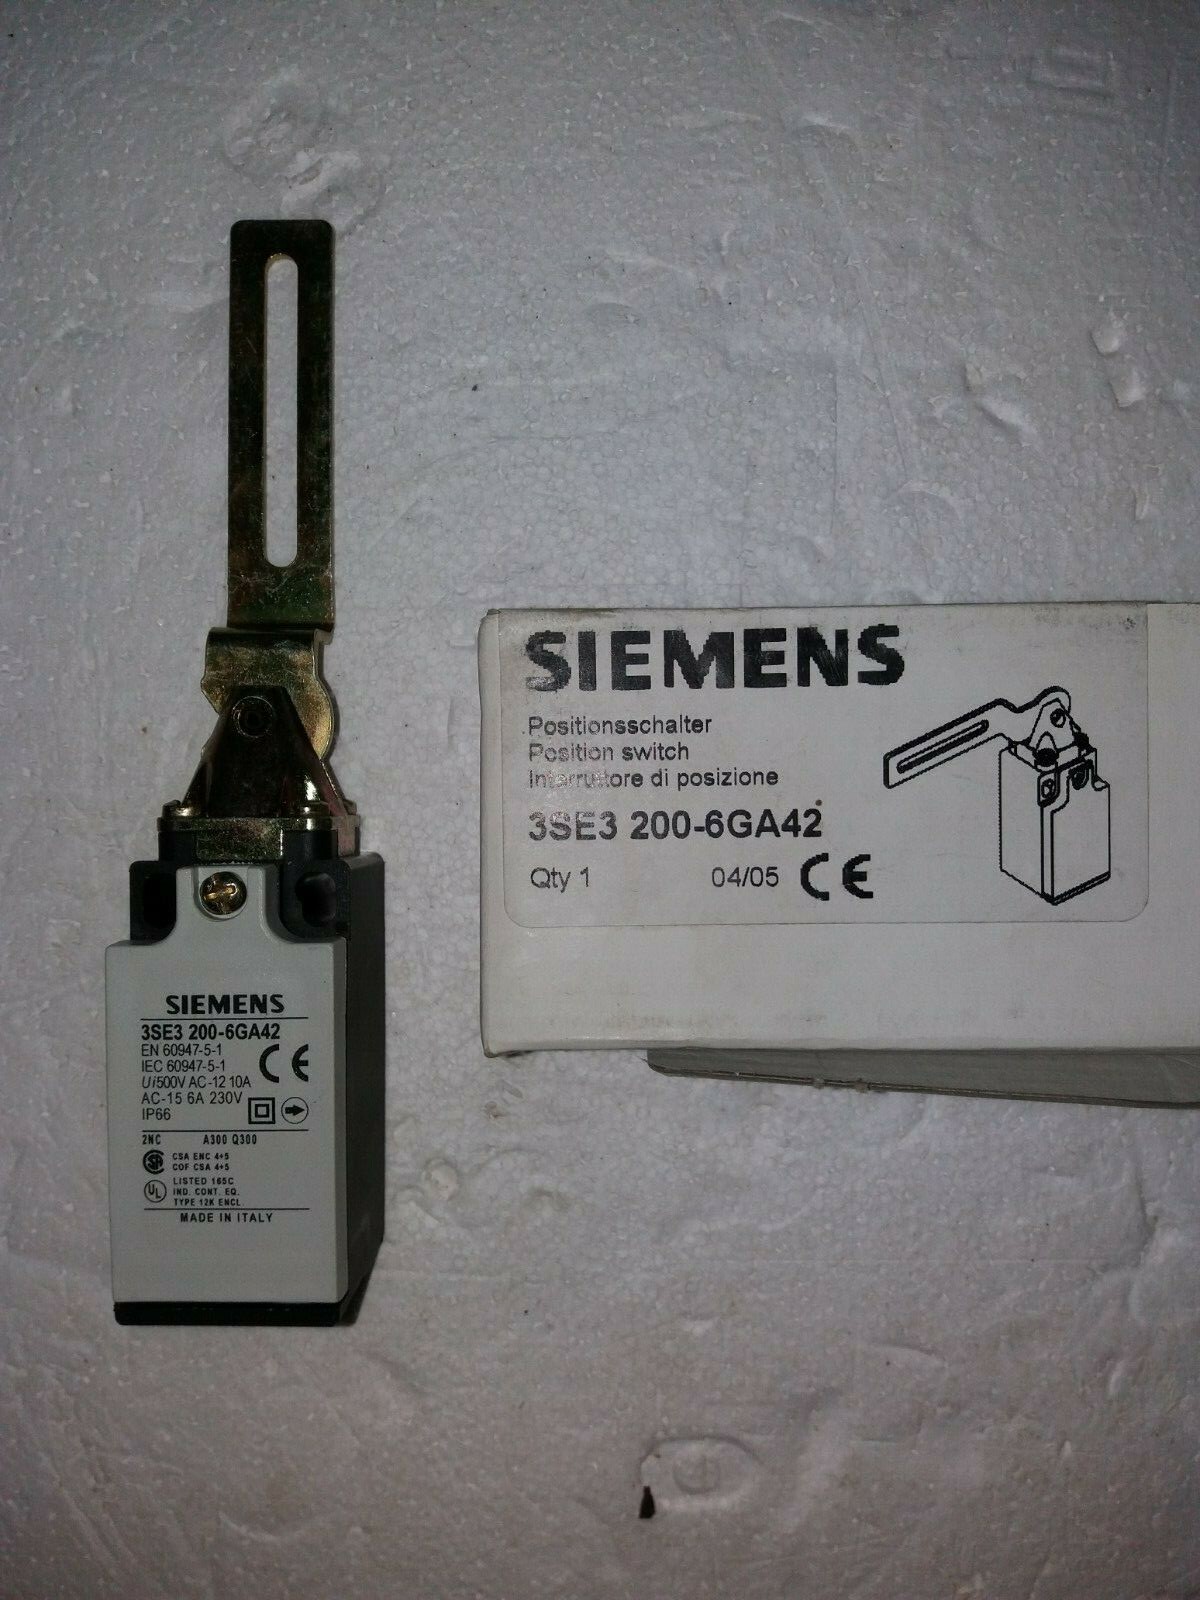 SIEMENS
Positionsschalter
Position switch
Interruttore di posizione
3SE3 200-6GA42
Qty 1 04/05 CE
SIEMENS
3SE3 200-6GA42
EN 60947-5-1
IEC 60947-5-1 CE
Ui500V AC-12 10A
AC-15 6A 230V
IP66
2NC A300 Q300
CSA ENC 4+5
COF CSA 4+5
UL LISTED 165C
IND. CONT. EQ.
TYPE 12K ENCL.
MADE IN ITALY